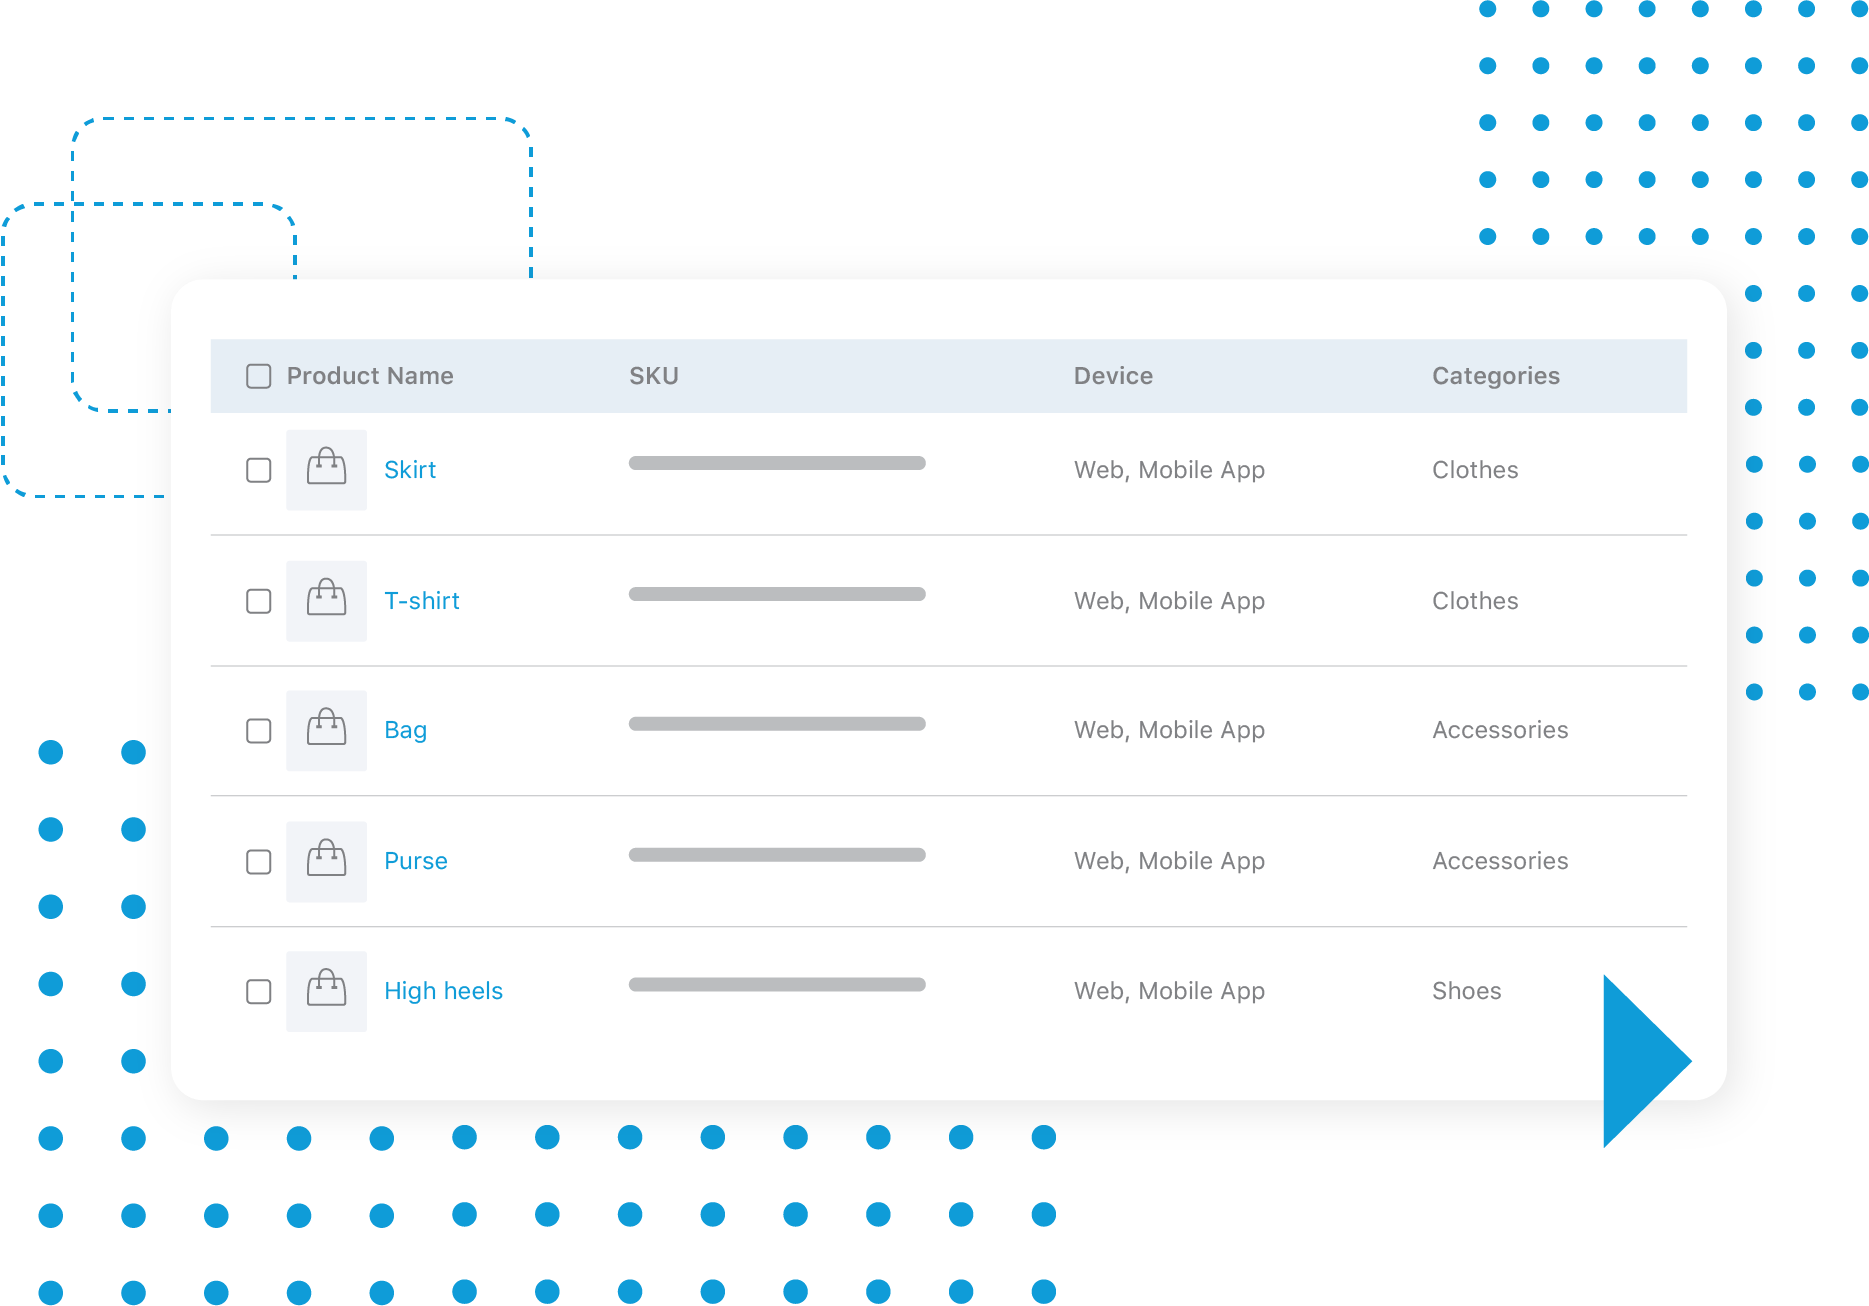 Product Name SKU Device Categories
Skirt Web, Mobile App Clothes
T-shirt Web, Mobile App Clothes
Bag Web, Mobile App Accessories
Purse Web, Mobile App Accessories
High heels Web, Mobile App Shoes